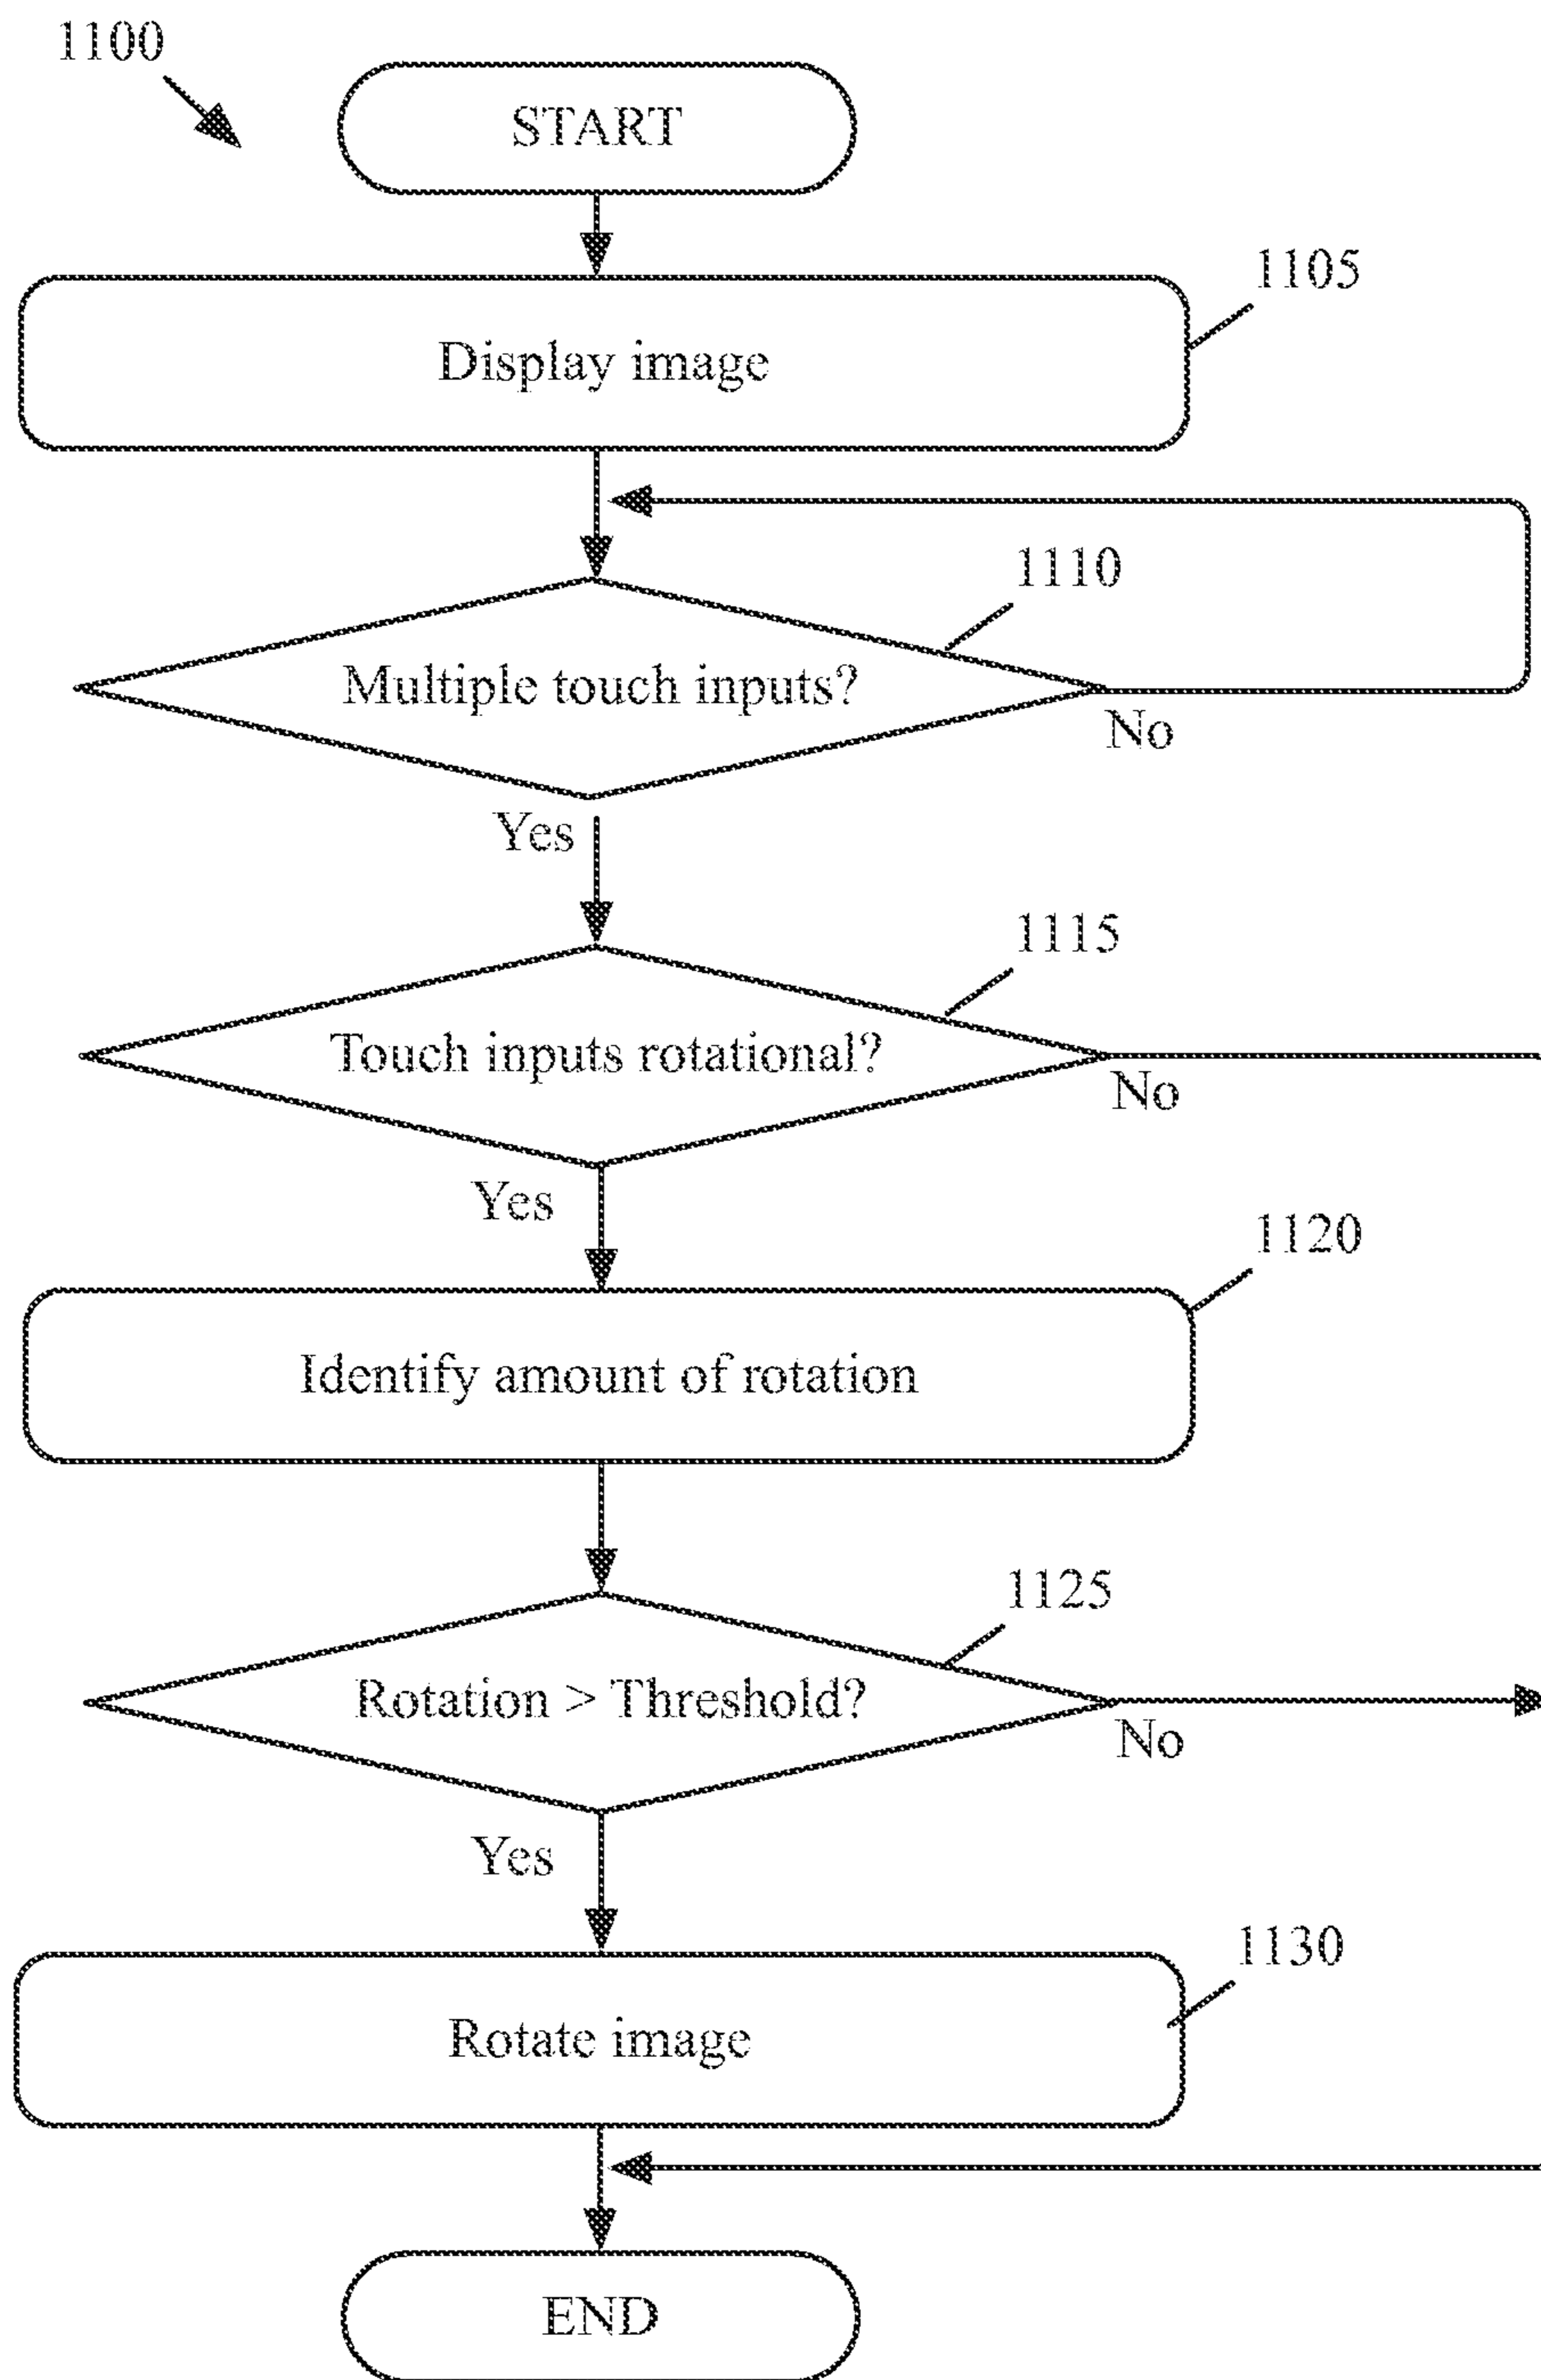 1100
START
1105
Display image
1110
Multiple touch inputs?
No
Yes
1115
Touch inputs rotational?
No
Yes
1120
Identify amount of rotation
1125
Rotation > Threshold?
No
Yes
1130
Rotate image
END